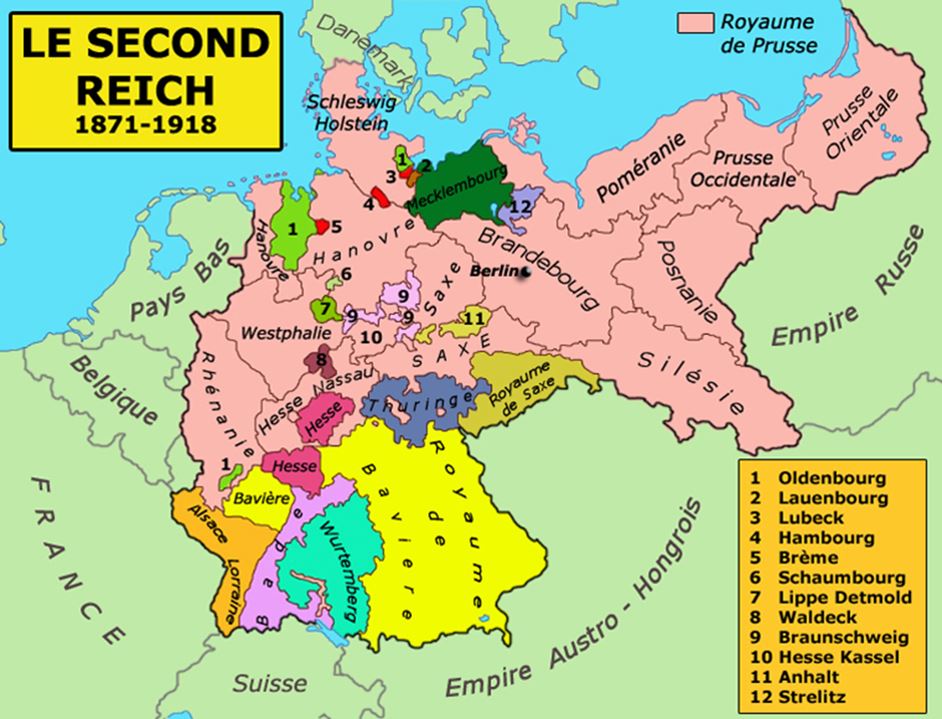 LE SECOND
REICH
1871-1918
Royaume
de Prusse
Danemark
Schleswig
Holstein
Prusse
Orientale
Poméranie
Prusse
Occidentale
1
2
3
4
Mecklembourg
12
1
5
Hanovre
Hanovre
Brandebourg
Berlin
Posnanie
Empire Russe
Pays Bas
6
7
9
9
9
Saxe
11
10
Westphalie
8
SAXE
Silésie
Belgique
Rhénanie
Hesse Nassau
Hesse
Thuringe
Royaume
de Saxe
1
Hesse
Bavière
Royaume
de
Bavière
Alsace
Lorraine
Bade
Wurtemberg
FRANCE
Suisse
Empire Austro - Hongrois
1 Oldenbourg
2 Lauenbourg
3 Lubeck
4 Hambourg
5 Brème
6 Schaumbourg
7 Lippe Detmold
8 Waldeck
9 Braunschweig
10 Hesse Kassel
11 Anhalt
12 Strelitz